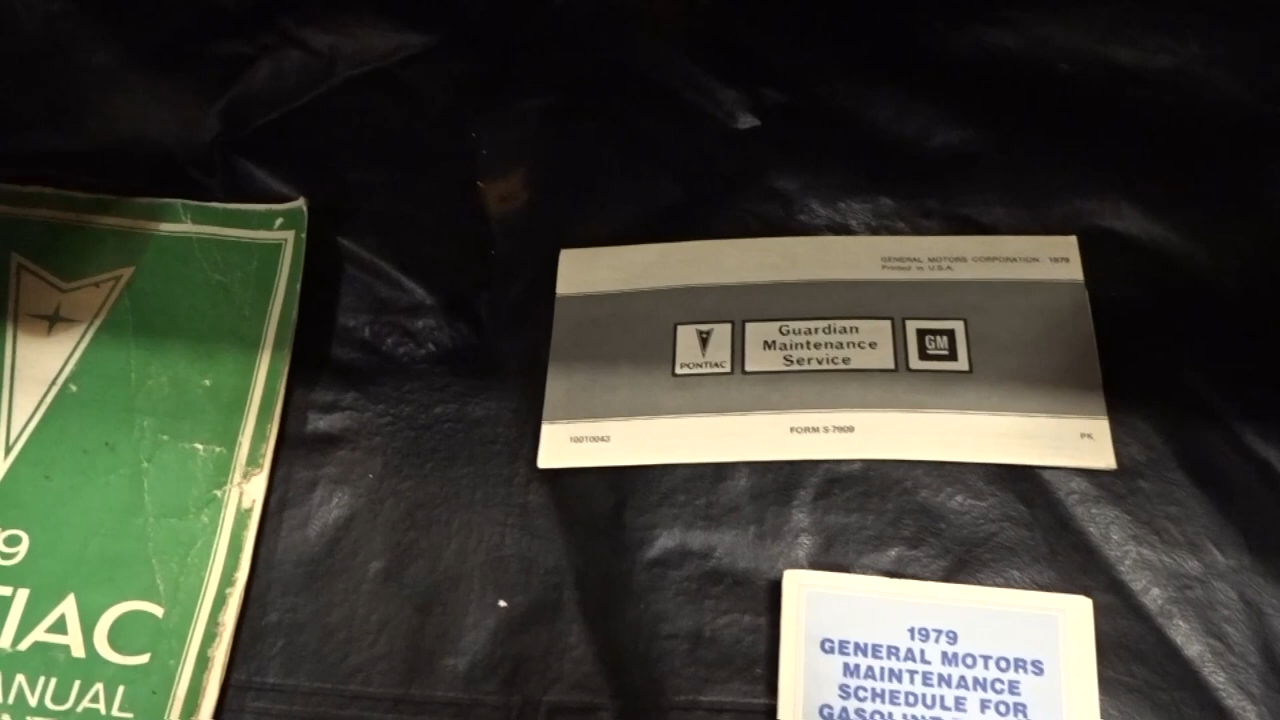 9
TIAC
ANUAL
GENERAL MOTORS CORPORATION 1979
Printed in U.S.A.
PONTIAC
Guardian
Maintenance
Service
GM
10010043
FORM S-7909
PK
1979
GENERAL MOTORS
MAINTENANCE
SCHEDULE FOR